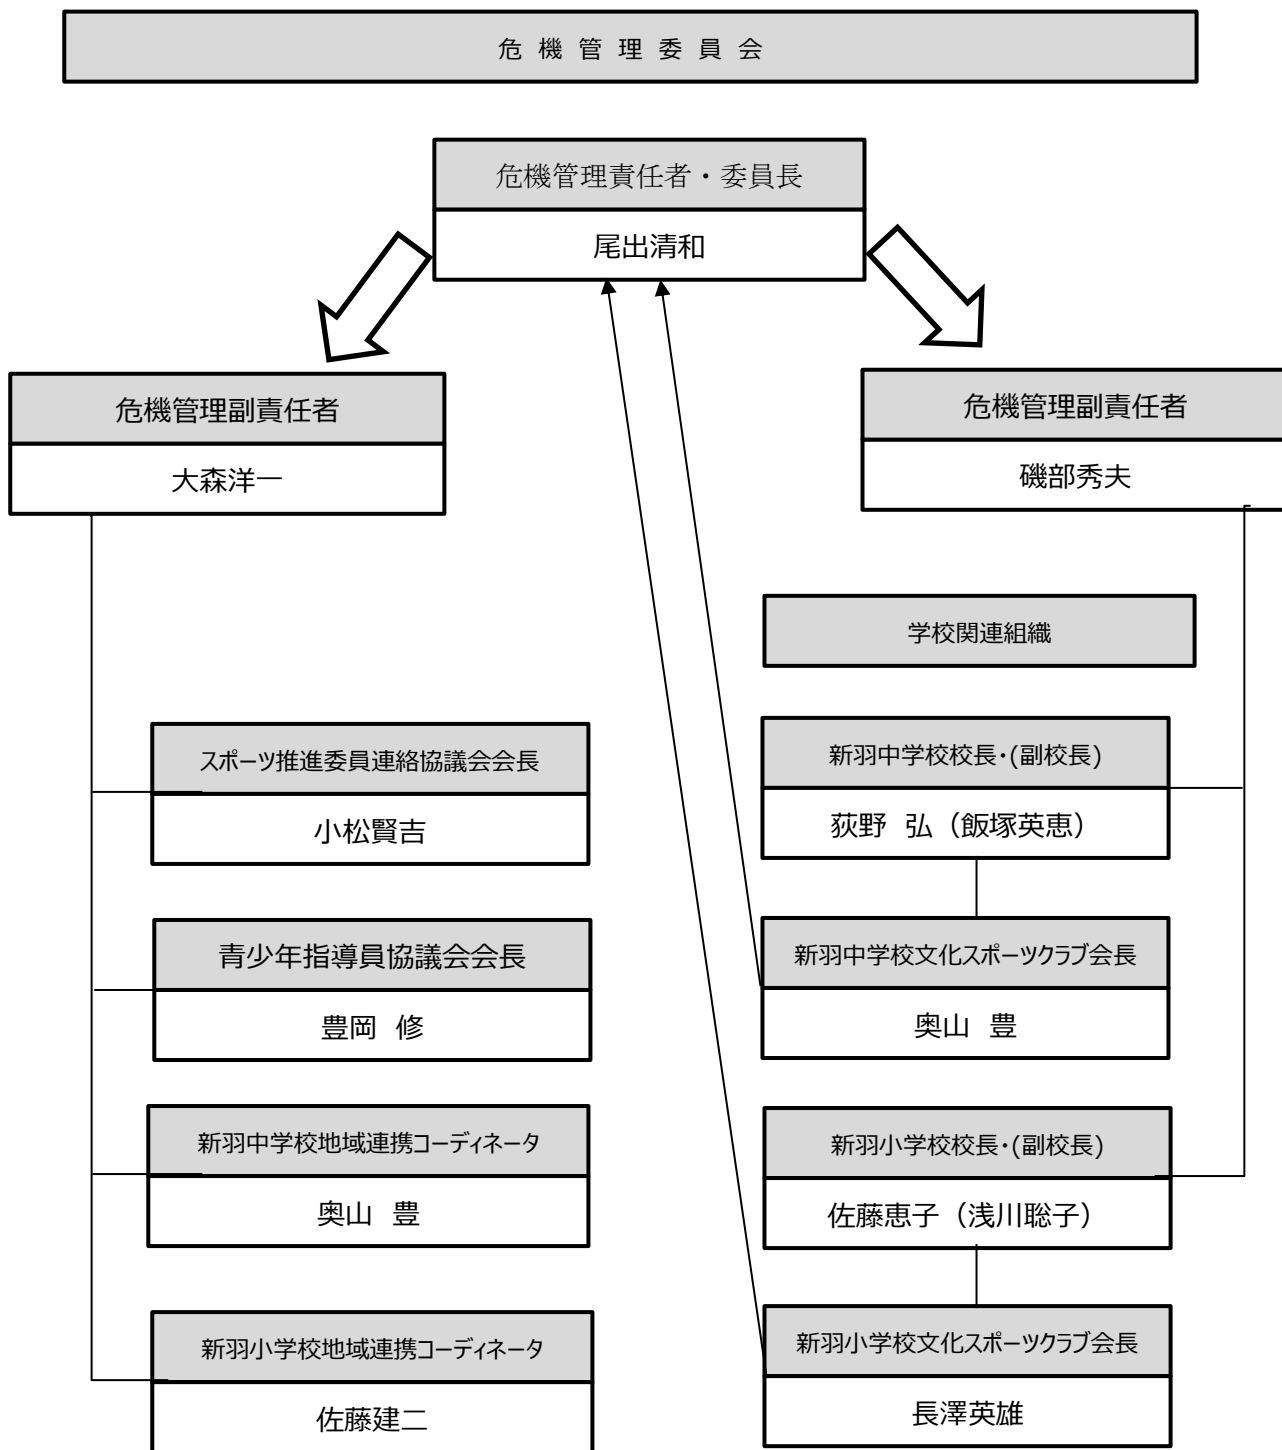 危 機 管 理 委 員 会
危機管理責任者・委員長
尾出清和
危機管理副責任者
大森洋一
危機管理副責任者
磯部秀夫
スポーツ推進委員連絡協議会会長
小松賢吉
青少年指導員協議会会長
豊岡 修
新羽中学校地域連携コーディネータ
奥山 豊
新羽小学校地域連携コーディネータ
佐藤建二
学校関連組織
新羽中学校校長・(副校長)
荻野 弘（飯塚英恵）
新羽中学校文化スポーツクラブ会長
奥山 豊
新羽小学校校長・(副校長)
佐藤恵子（浅川聡子）
新羽小学校文化スポーツクラブ会長
長澤英雄